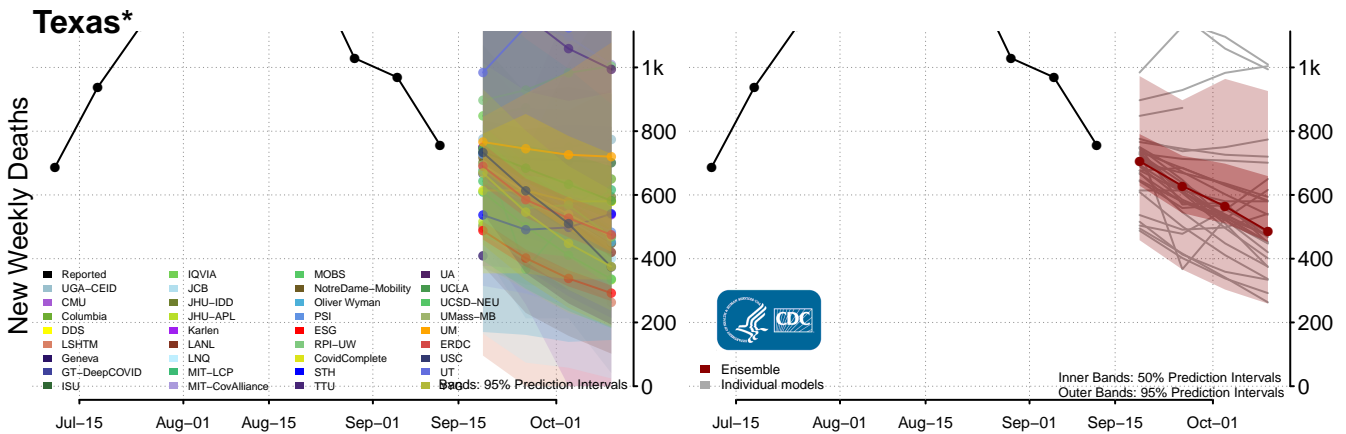 Texas*
New Weekly Deaths
1k
800
600
400
200
0
Reported
UGA−CEID
CMU
Columbia
DDS
LSHTM
Geneva
GT−DeepCOVID
ISU
IQVIA
JCB
JHU−IDD
JHU−APL
Karlen
LANL
LNQ
MIT−LCP
MIT−CovAlliance
MOBS
NotreDame−Mobility
Oliver Wyman
PSI
ESG
RPI−UW
CovidComplete
STH
TTU
UA
UCLA
UCSD−NEU
UMass−MB
UM
ERDC
USC
UT
YYG
Bands: 95% Prediction Intervals
Jul−15
Aug−01
Aug−15
Sep−01
Sep−15
Oct−01
1k
800
600
400
200
0
CDC
Ensemble
Individual models
Inner Bands: 50% Prediction Intervals
Outer Bands: 95% Prediction Intervals
Jul−15
Aug−01
Aug−15
Sep−01
Sep−15
Oct−01